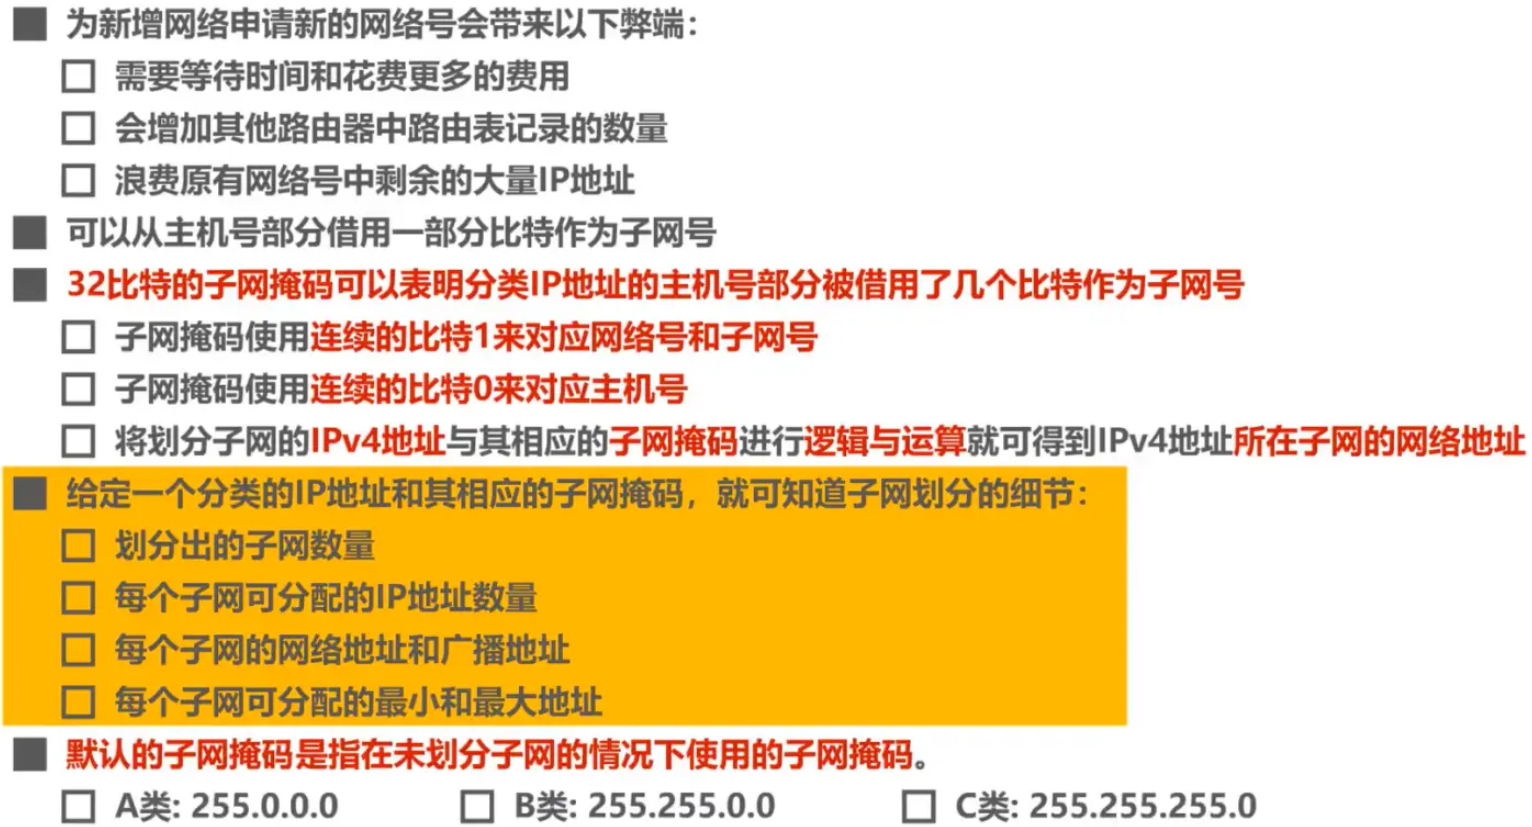 为新增网络申请新的网络号会带来以下弊端：
需要等待时间和花费更多的费用
会增加其他路由器中路由表记录的数量
浪费原有网络号中剩余的大量IP地址
可以从主机号部分借用一部分比特作为子网号
32比特的子网掩码可以表明分类IP地址的主机号部分被借用了几个比特作为子网号
子网掩码使用连续的比特1来对应网络号和子网号
子网掩码使用连续的比特0来对应主机号
将划分子网的IPv4地址与其相应的子网掩码进行逻辑与运算就可得到IPv4地址所在子网的网络地址
给定一个分类的IP地址和其相应的子网掩码，就可知道子网划分的细节：
划分出的子网数量
每个子网可分配的IP地址数量
每个子网的网络地址和广播地址
每个子网可分配的最小和最大地址
默认的子网掩码是指在未划分子网的情况下使用的子网掩码。
A类: 255.0.0.0 B类: 255.255.0.0 C类: 255.255.255.0